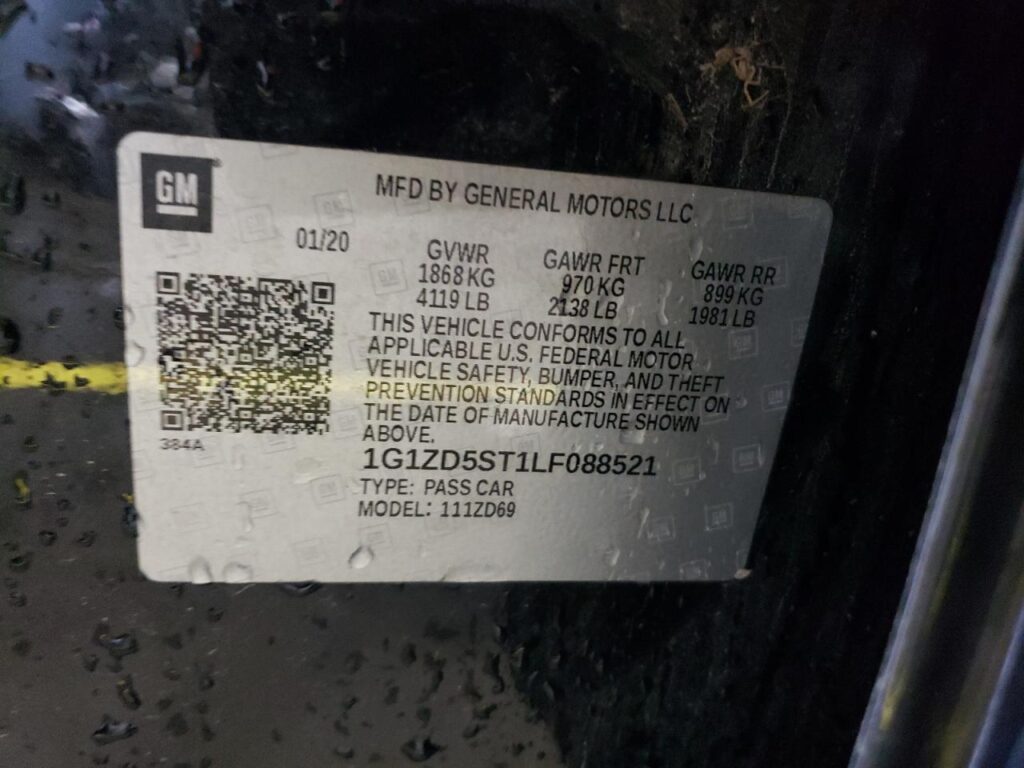 GM
MFD BY GENERAL MOTORS LLC
01/20
GVWR
1868 KG
4119 LB
GAWR FRT
970 KG
2138 LB
GAWR RR
899 KG
1981 LB
THIS VEHICLE CONFORMS TO ALL
APPLICABLE U.S. FEDERAL MOTOR
VEHICLE SAFETY, BUMPER, AND THEFT
PREVENTION STANDARDS IN EFFECT ON
THE DATE OF MANUFACTURE SHOWN
ABOVE.
384A
1G1ZD5ST1LF088521
TYPE: PASS CAR
MODEL: 111ZD69